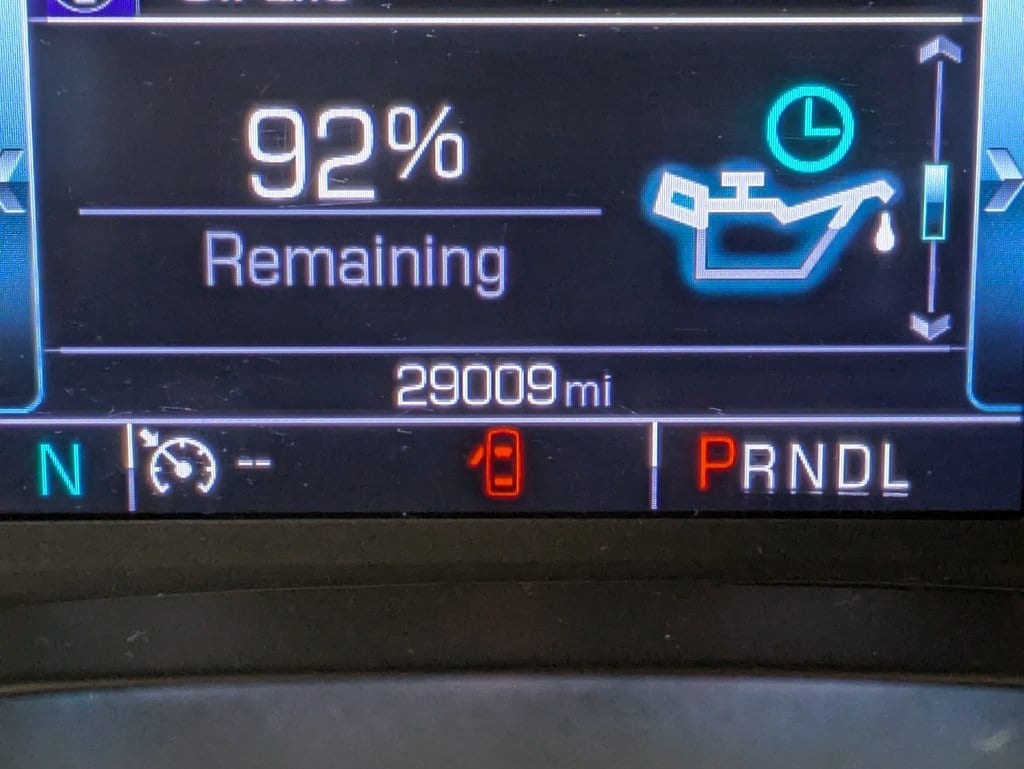 92%
Remaining
29009 mi
N -- PRNDL